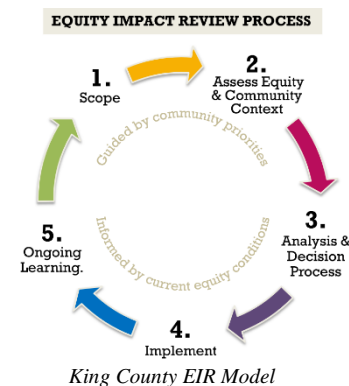 EQUITY IMPACT REVIEW PROCESS
1.
Scope
2.
Assess Equity
& Community
Context
Guided by community priorities
3.
Analysis &
Decision
Process
Informed by current equity conditions
4.
Implement
5.
Ongoing
Learning.
King County EIR Model